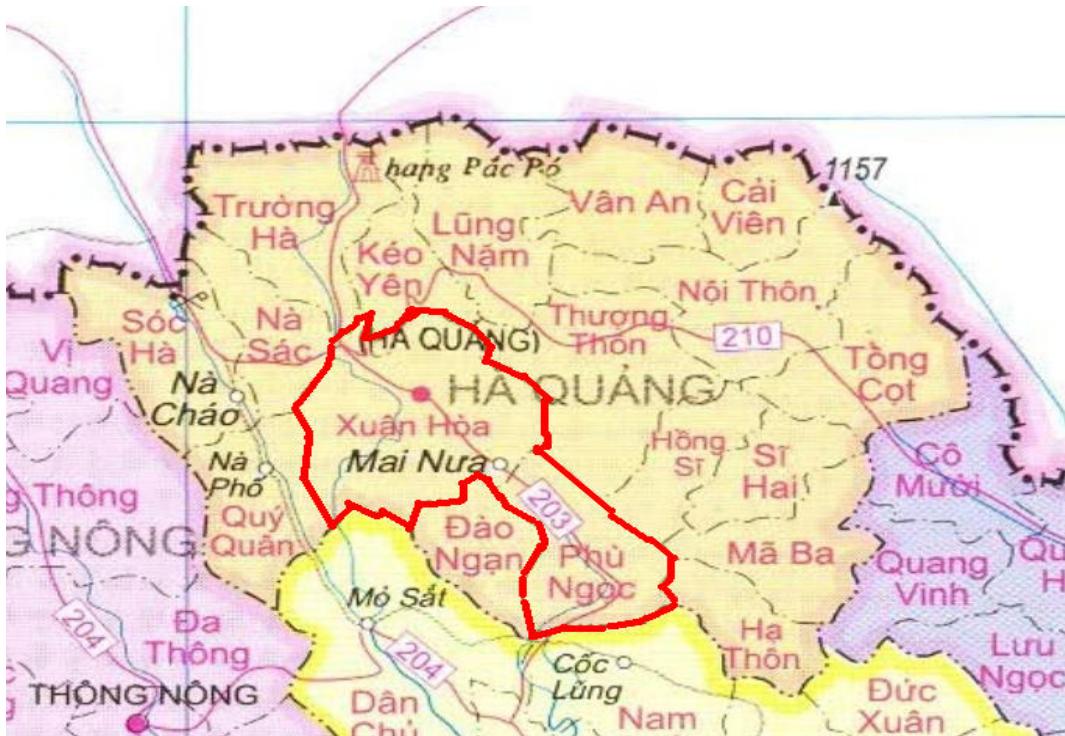 hang Pác Pó
1157
Trường
Hà
Lũng
Nặm
Vân An
Cải
Viên
Kéo
Yên
Nội Thôn
Sóc
Hà
Nà
Sác
(HÀ QUẢNG)
Thượng
Thôn
210
Tồng
Cọt
Vị
Quang
Nà
Cháo
HÀ QUẢNG
Xuân Hòa
Mai Nưa
Hồng
Sĩ
Sĩ
Hai
Cô
Mười
Nà
Phố
g Thông
G NÔNG
Quý
Quân
Đào
Ngạn
203
Phù
Ngọc
Mã Ba
Quang
Vinh
Qu
H
Mỏ Sắt
204
Đa
Thông
204
Cốc
Lũng
Hạ
Thôn
Lưu
Ngọc
THÔNG NÔNG
Dân
Chủ
Nam
Đức
Xuân